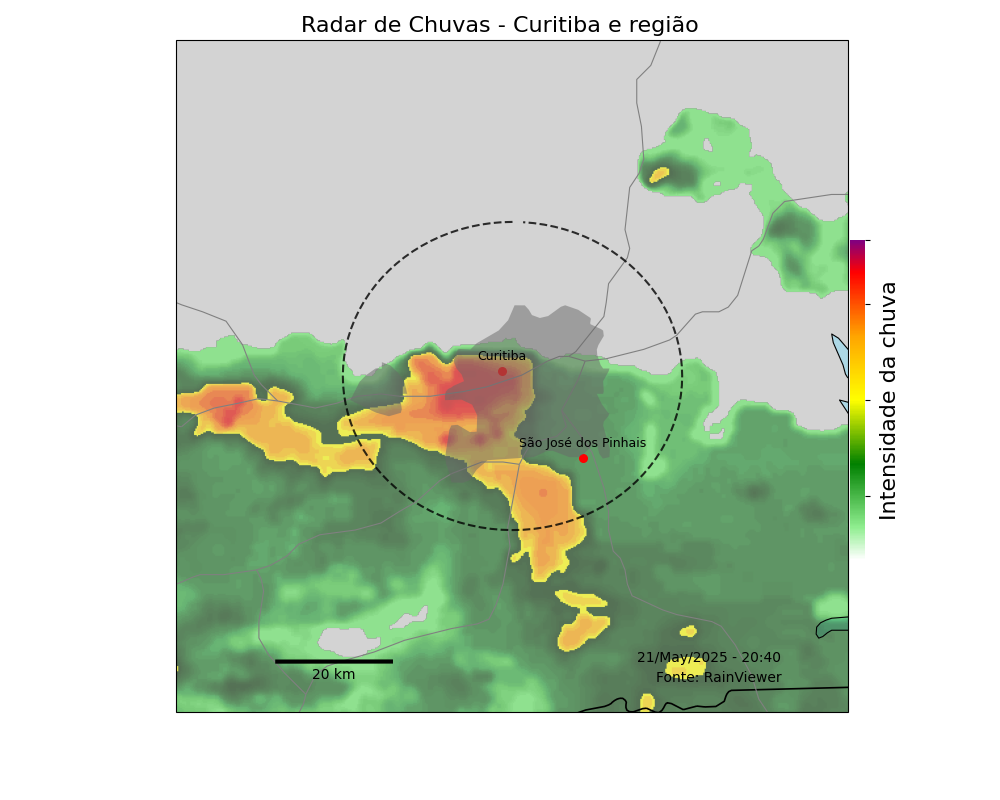 Radar de Chuvas - Curitiba e região
Curitiba
São José dos Pinhais
Intensidade da chuva
21/May/2025 - 20:40
Fonte: RainViewer
20 km